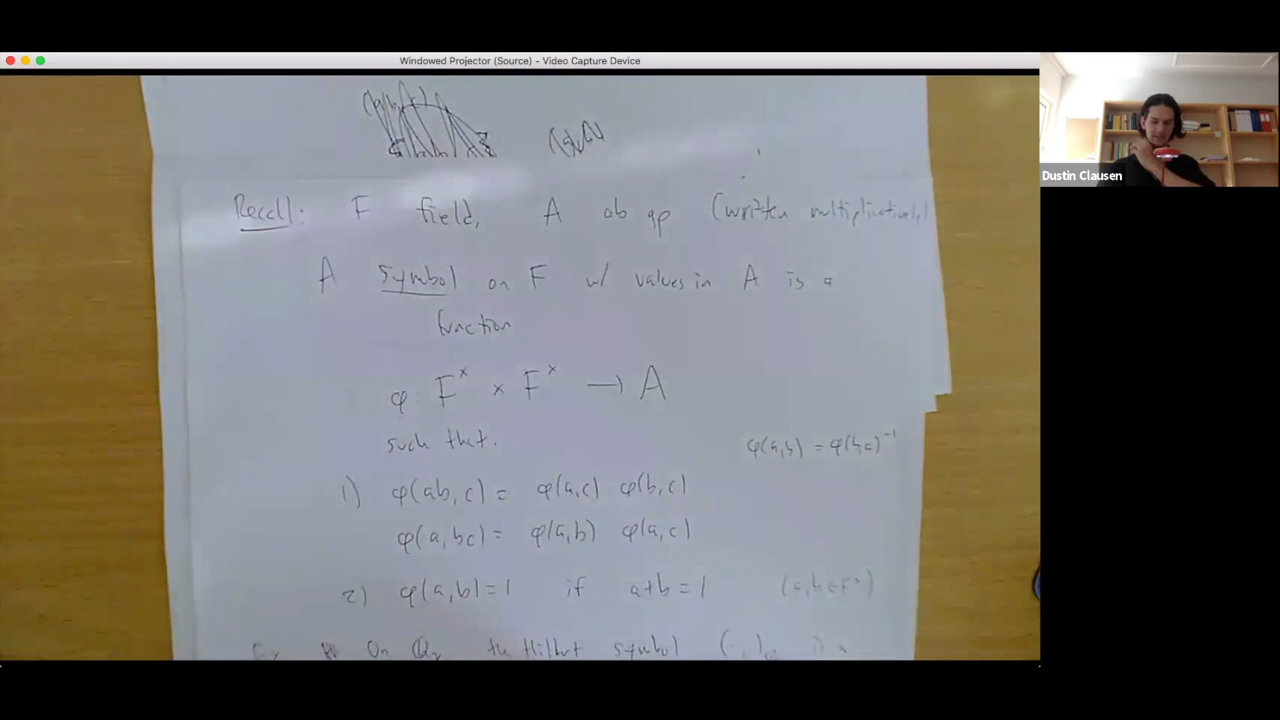 Windowed Projector (Source) - Video Capture Device
Dustin Clausen
Recall: F field, A ab gp (written multiplicatively)
A symbol on F w/ values in A is a
function
φ F^× × F^× → A
such that.
φ(a,b) = φ(b,a)^-1
1) φ(ab,c) = φ(a,c) φ(b,c)
φ(a,bc) = φ(a,b) φ(a,c)
2) φ(a,b)=1 if a+b=1 (a,b∈F^×)
On the Hilbert symbol is a